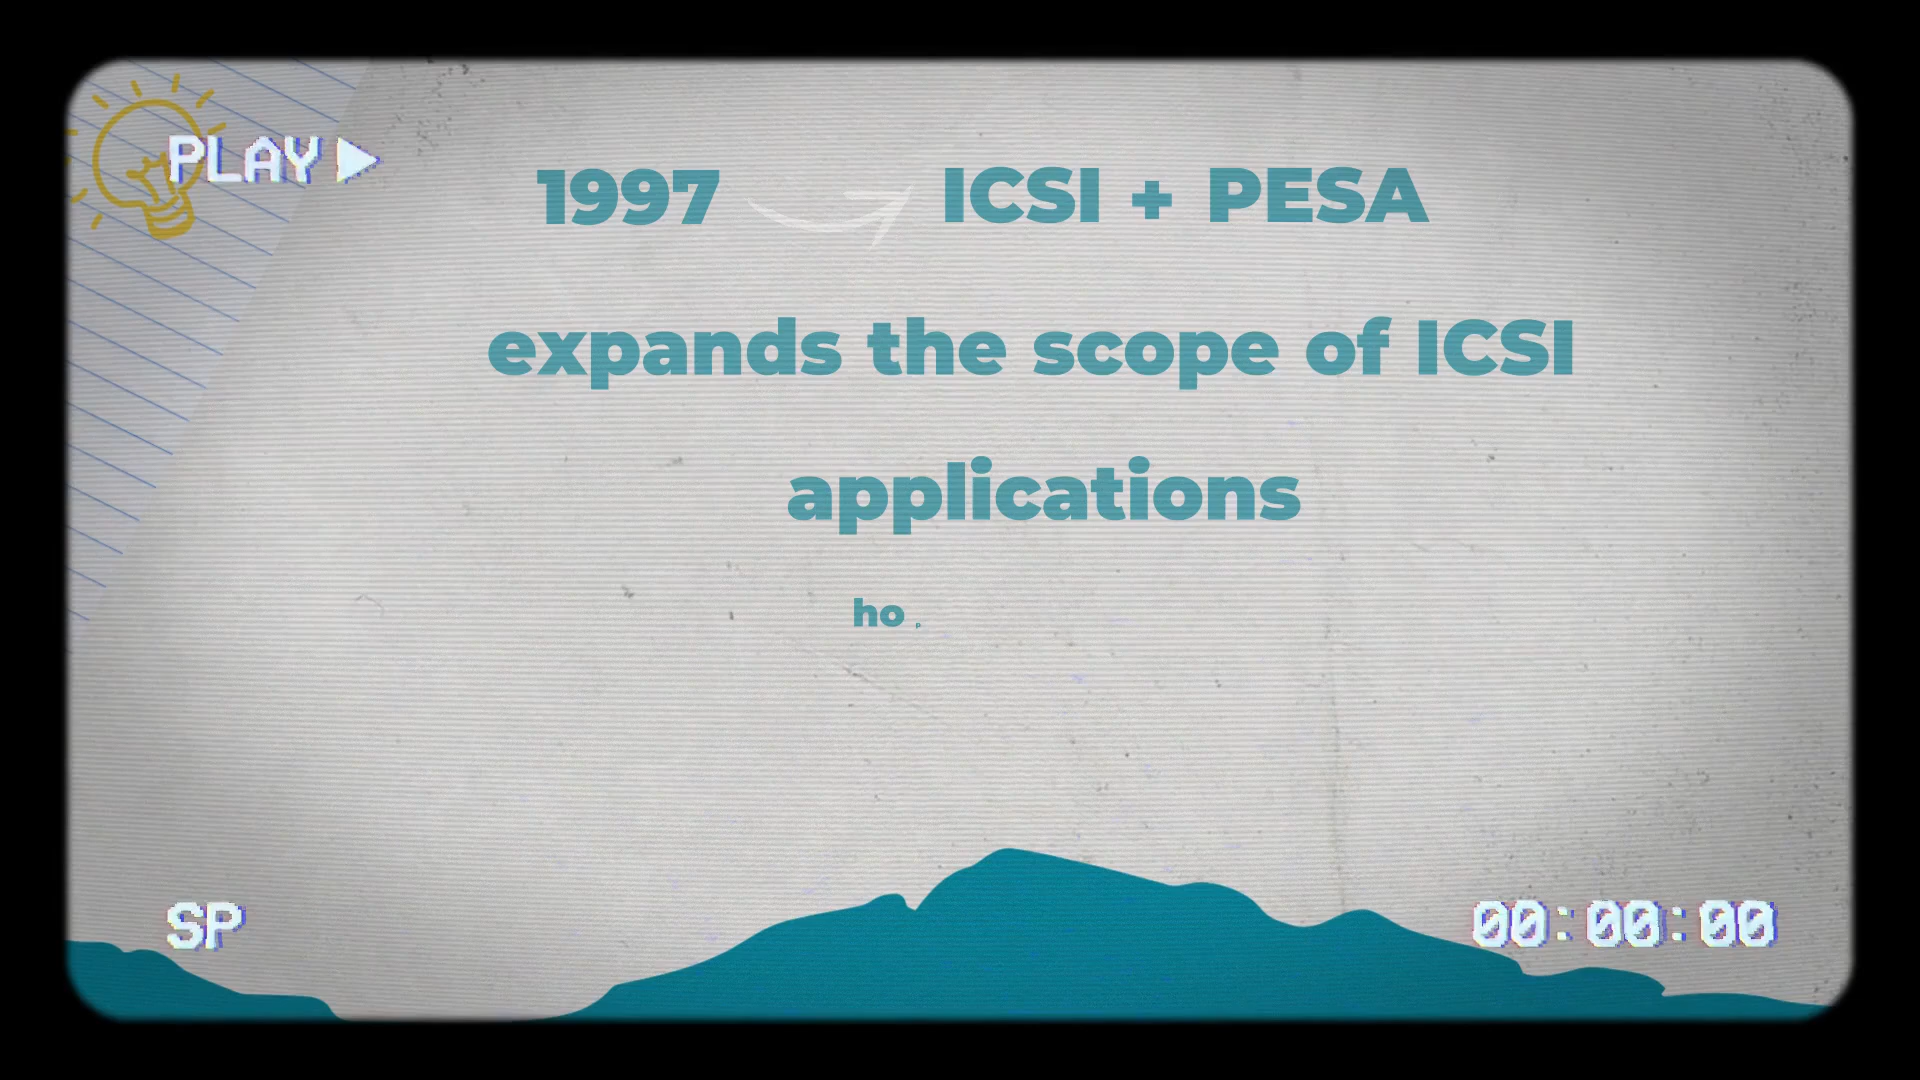 PLAY
1997 ICSI + PESA
expands the scope of ICSI
applications
ho p
SP
00:00:00